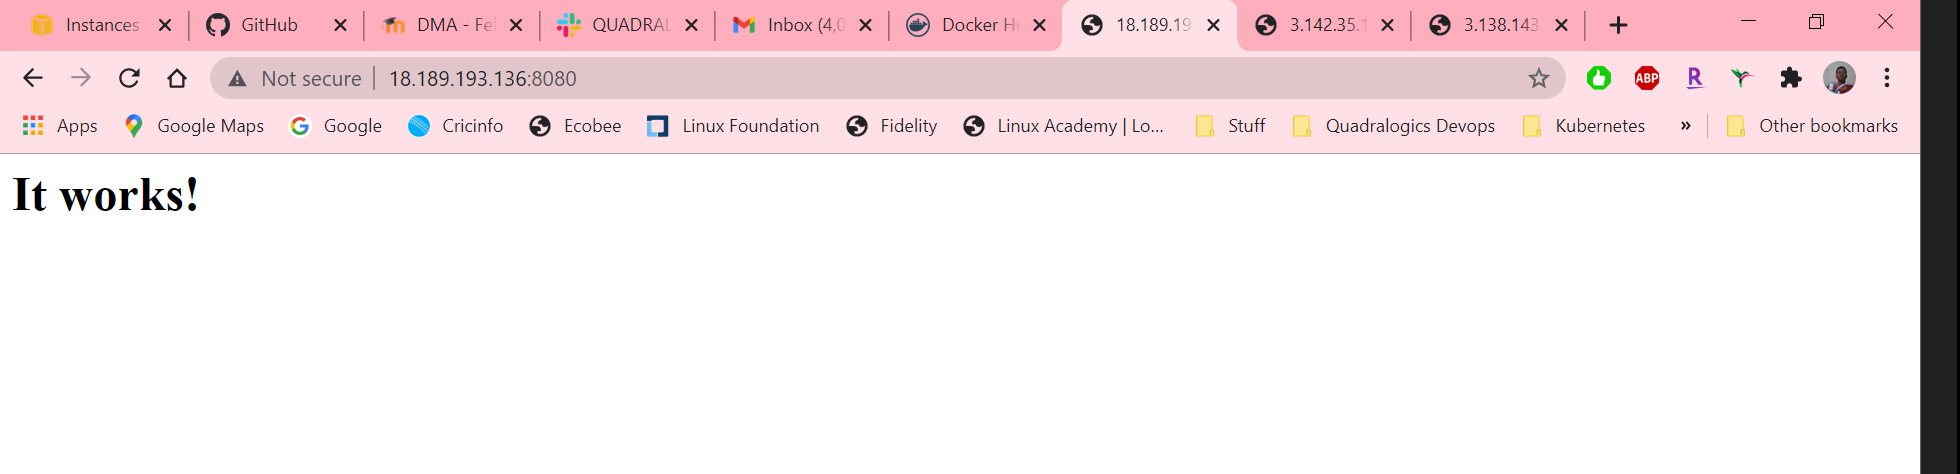 Instances GitHub DMA - Fel QUADRAL Inbox (4,0 Docker Hu 18.189.19 3.142.35.1 3.138.143.
Not secure 18.189.193.136:8080 ABP R
Apps Google Maps Google Cricinfo Ecobee Linux Foundation Fidelity Linux Academy | Lo... Stuff Quadralogics Devops Kubernetes » Other bookmarks
It works!